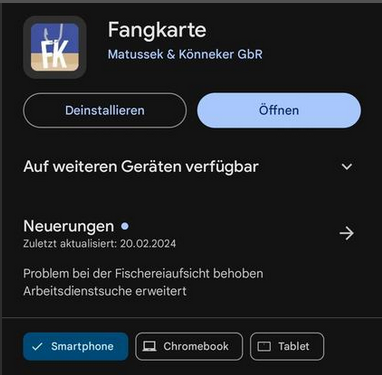 FK
Fangkarte
Matussek & Könneker GbR
Deinstallieren
Öffnen
Auf weiteren Geräten verfügbar
Neuerungen
Zuletzt aktualisiert: 20.02.2024
Problem bei der Fischereiaufsicht behoben
Arbeitsdienstsuche erweitert
Smartphone
Chromebook
Tablet